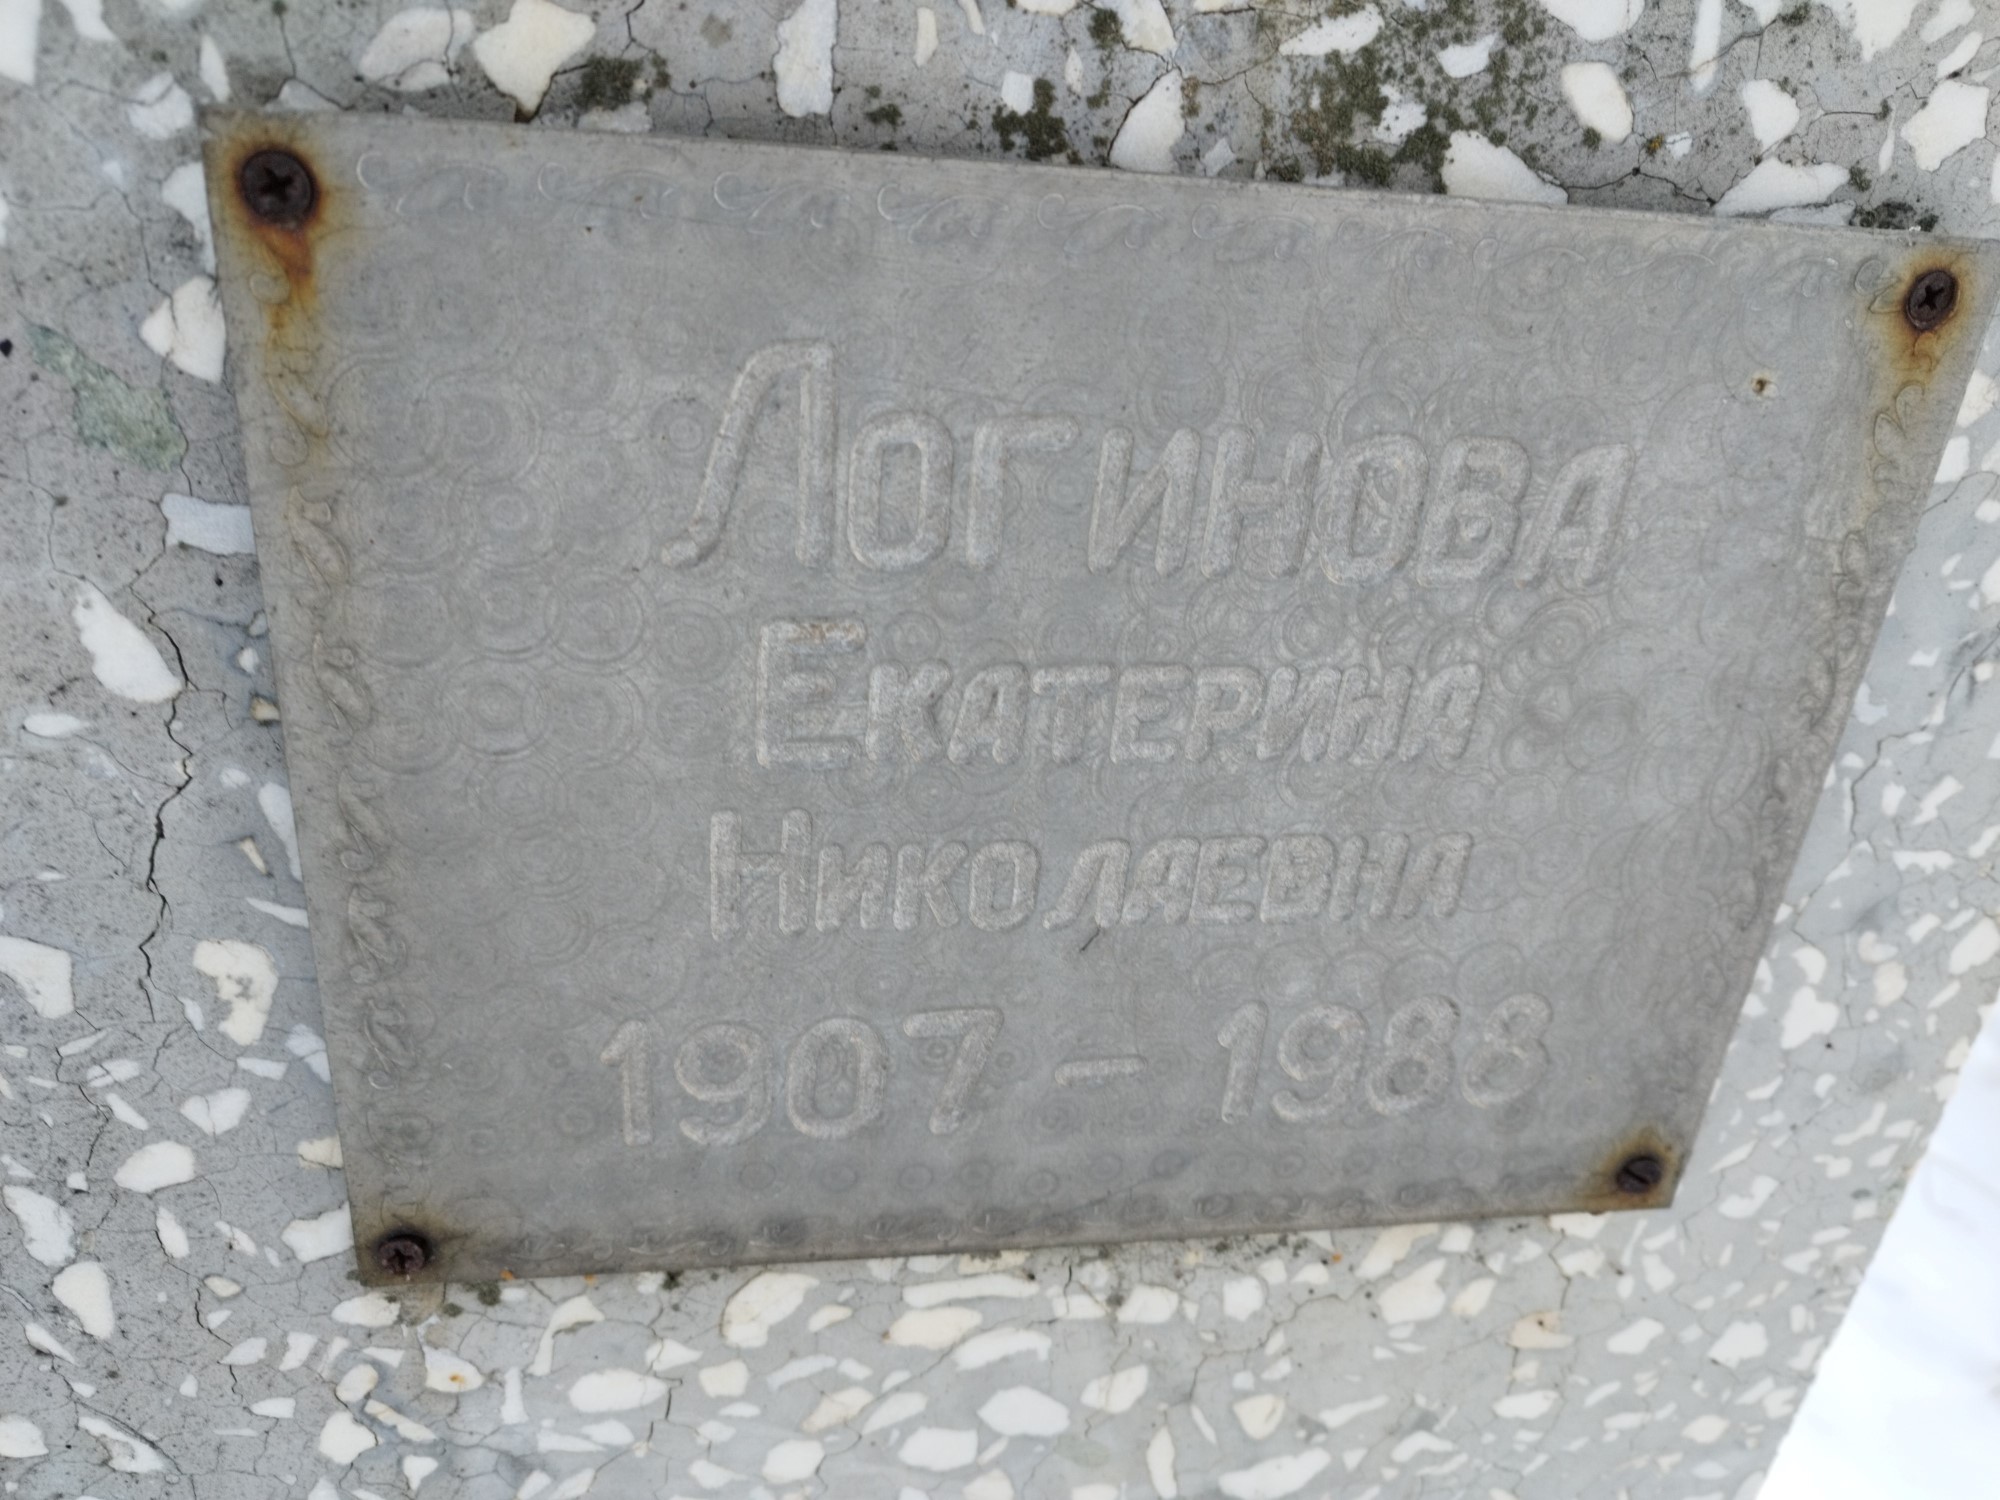 Логинова
Екатерина
Николаевна
1907 – 1988